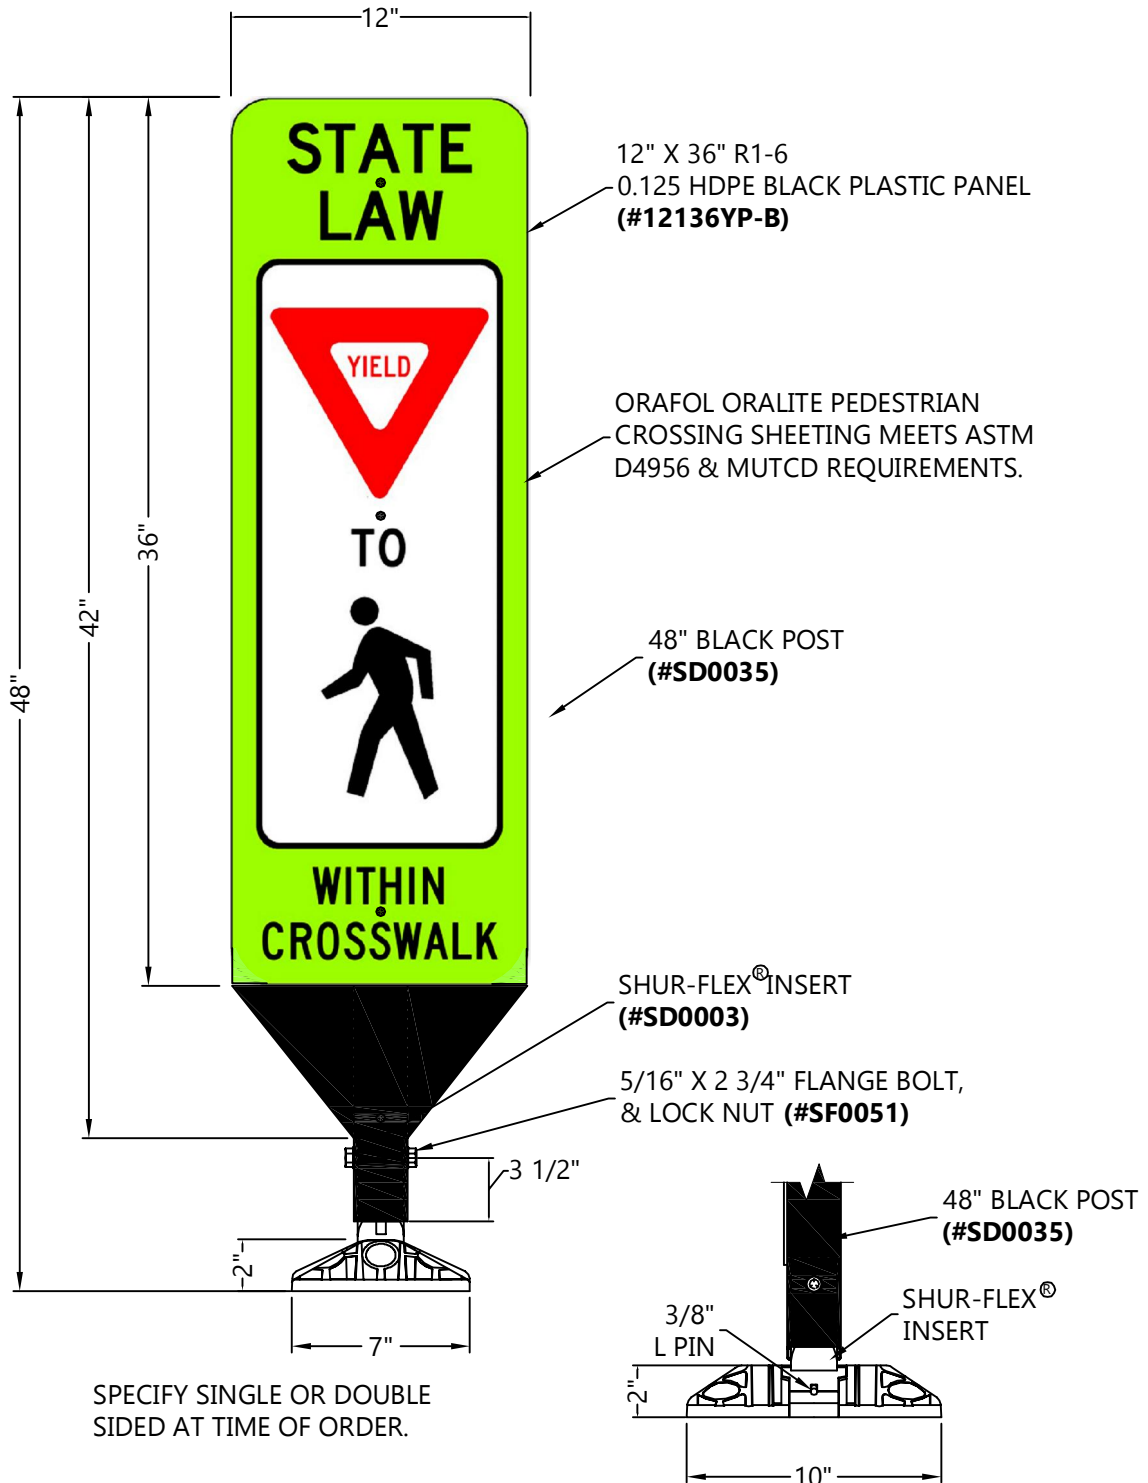 12"
STATE
LAW
12" X 36" R1-6
0.125 HDPE BLACK PLASTIC PANEL
(#12136YP-B)
YIELD
ORAFOL ORALITE PEDESTRIAN
CROSSING SHEETING MEETS ASTM
D4956 & MUTCD REQUIREMENTS.
TO
36"
42"
48"
48" BLACK POST
(#SD0035)
WITHIN
CROSSWALK
SHUR-FLEX® INSERT
(#SD0003)
5/16" X 2 3/4" FLANGE BOLT,
& LOCK NUT (#SF0051)
3 1/2"
2"
7"
48" BLACK POST
(#SD0035)
SHUR-FLEX®
INSERT
3/8"
L PIN
2"
10"
SPECIFY SINGLE OR DOUBLE
SIDED AT TIME OF ORDER.